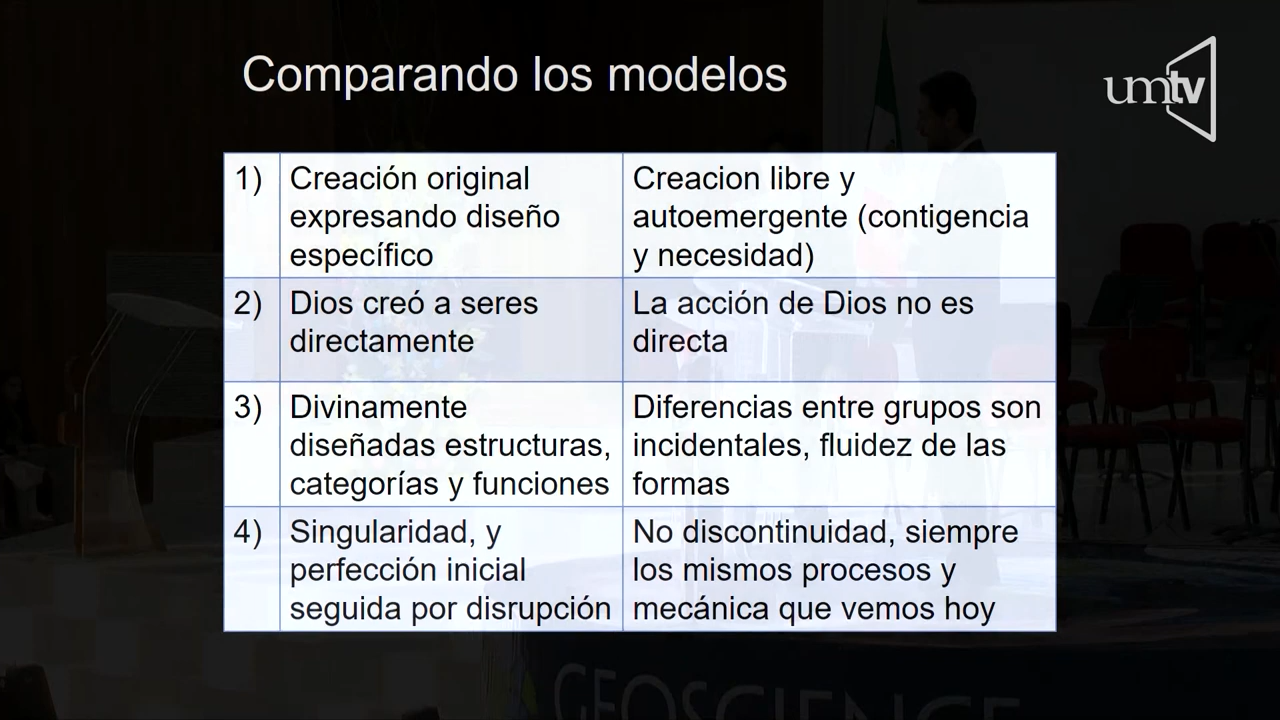 Comparando los modelos
umtv
1)
Creación original
expresando diseño
específico
Creacion libre y
autoemergente (contigencia
y necesidad)
2)
Dios creó a seres
directamente
La acción de Dios no es
directa
3)
Divinamente
diseñadas estructuras,
categorías y funciones
Diferencias entre grupos son
incidentales, fluidez de las
formas
4)
Singularidad, y
perfección inicial
seguida por disrupción
No discontinuidad, siempre
los mismos procesos y
mecánica que vemos hoy
GEOSCIENCE